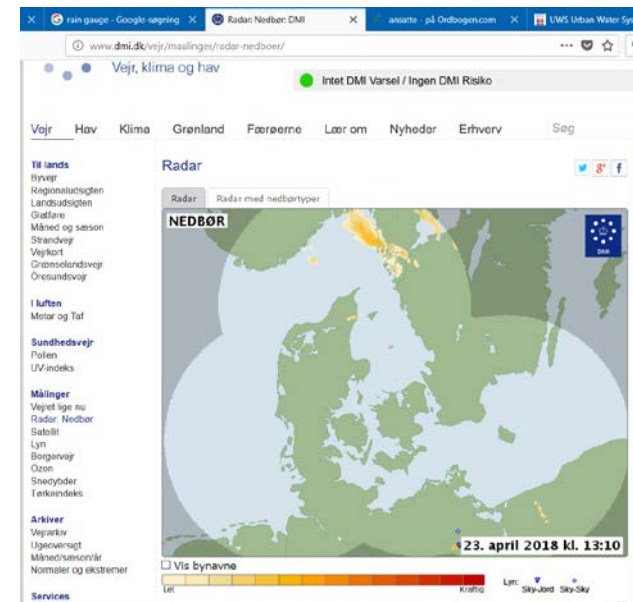 rain gauge - Google-søgning
Radar: Nedbør: DMI
ansatte - på Ordbogen.com
UWS Urban Water Sy
www.dmi.dk/vejr/maalinger/radar-nedboer/
Vejr, klima og hav
Intet DMI Varsel / Ingen DMI Risiko
Vejr Hav Klima Grønland Færøerne Lær om Nyheder Erhverv Søg
Til lands
Byvejr
Regionaludsigten
Landsudsigten
Glatføre
Måned og sæson
Strandvejr
Vejrkort
Grænselandsvejr
Öresundsvejr
I luften
Metar og Taf
Sundhedsvejr
Pollen
UV-indeks
Målinger
Vejret lige nu
Radar: Nedbør
Satellit
Lyn
Borgervejr
Ozon
Snedybder
Tørkeindeks
Arkiver
Vejrarkiv
Ugeoversigt
Måned/sæson/år
Normaler og ekstremer
Services
Radar
Radar Radar med nedbørtyper
NEDBØR
DMI
23. april 2018 kl. 13:10
Vis bynavne
Let Kraftig
Lyn: Sky-Jord Sky-Sky